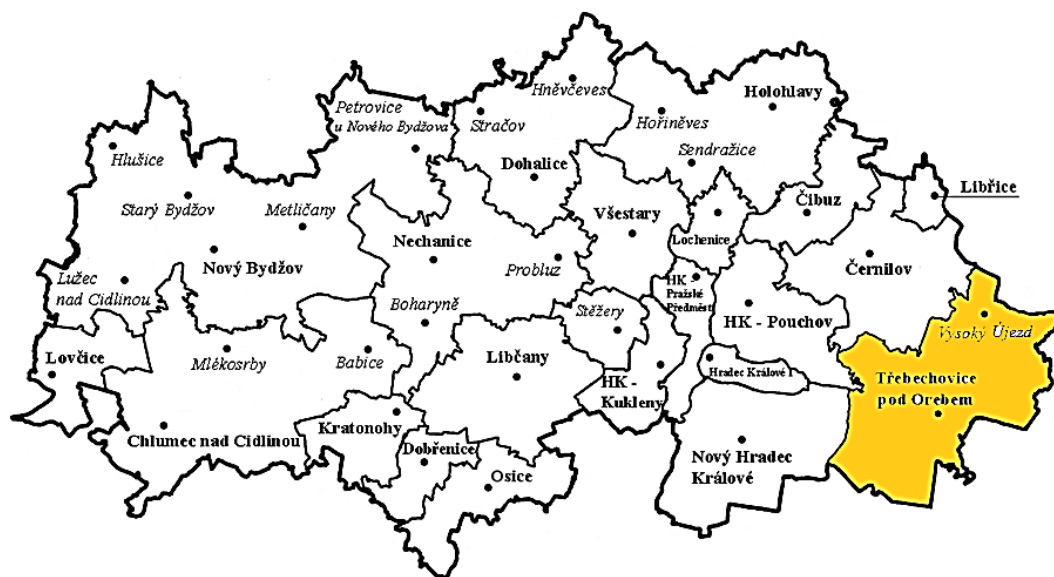 Hněvčeves
Petrovice
u Nového Bydžova
Stračov
Hořiněves
Holohlavy
Hlušice
Dohalice
Sendražice
Starý Bydžov
Metličany
Všestary
Čibuz
Libřice
Nechanice
Lochenice
Nový Bydžov
Probluz
Černilov
Lužec
nad Cidlinou
HK -
Pražské
Předměstí
Boharyně
Stěžery
HK - Pouchov
Vysoký Újezd
Lovčice
Mlékosrby
Babice
Libčany
Hradec Králové I
HK -
Kukleny
Třebechovice
pod Orebem
Chlumec nad Cidlinou
Kratonohy
Dobřenice
Nový Hradec
Králové
Osice